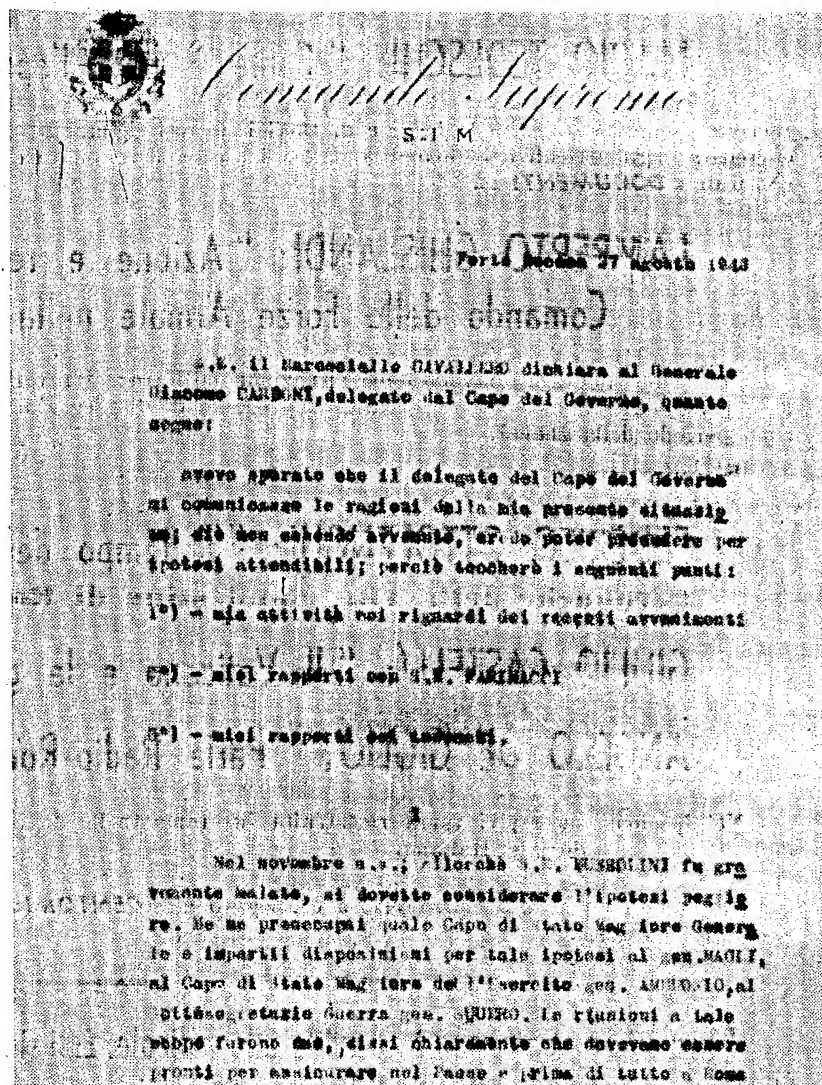 Comando Supremo
S.I M
Forte Boccea 27 agosto 1943
S.E. il Maresciallo CAVALLERO dichiara al Generale
Giacomo CARBONI, delegato dal Capo del Governo, quanto
segue:
Avevo sperato che il delegato del Capo del Governo
mi comunicasse le ragioni della mia presente situazio
ne; ciò non essendo avvenuto, credo poter procedere per
ipotesi attendibili; perciò toccherò i seguenti punti:
1°) - mia attività nei riguardi dei recenti avvenimenti
2°) - miei rapporti con S.E. FARINACCI
3°) - miei rapporti coi tedeschi.
I
Nel novembre u.s., allorché S.E. MUSSOLINI fu gra
vemente malato, si dovette considerare l'ipotesi peggio
re. Me ne preoccupai quale Capo di Stato Maggiore Genera
le e impartii disposizioni per tale ipotesi al gen. MAGLI,
al Capo di Stato Maggiore dell'Esercito gen. AMBROSIO, al
Sottosegretario Guerra gen. SCUERO. Le riunioni a tale
scopo furono due, dissi chiaramente che dovevamo essere
pronti per assicurare nel Paese e prima di tutto a Roma